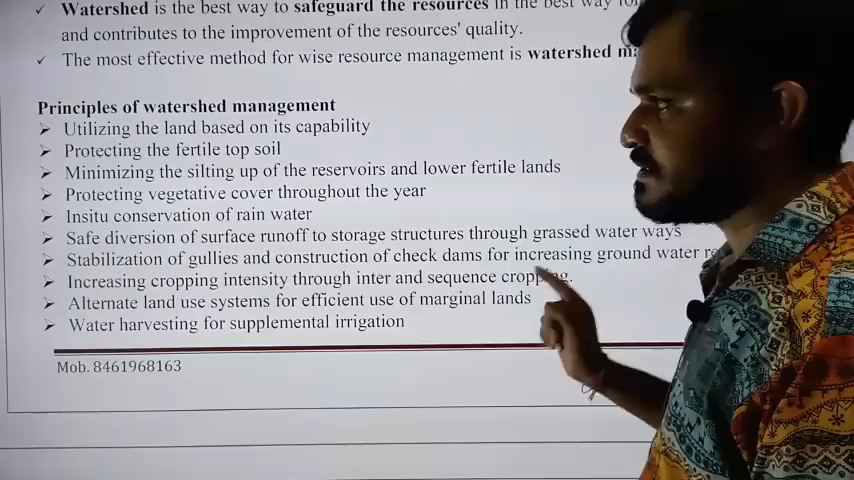 ✓ Watershed is the best way to safeguard the resources in the best way for
and contributes to the improvement of the resources' quality.
✓ The most effective method for wise resource management is watershed
Principles of watershed management
➢ Utilizing the land based on its capability
➢ Protecting the fertile top soil
➢ Minimizing the silting up of the reservoirs and lower fertile lands
➢ Protecting vegetative cover throughout the year
➢ Insitu conservation of rain water
➢ Safe diversion of surface runoff to storage structures through grassed water ways
➢ Stabilization of gullies and construction of check dams for increasing ground water
➢ Increasing cropping intensity through inter and sequence cropping.
➢ Alternate land use systems for efficient use of marginal lands
➢ Water harvesting for supplemental irrigation
Mob. 8461968163